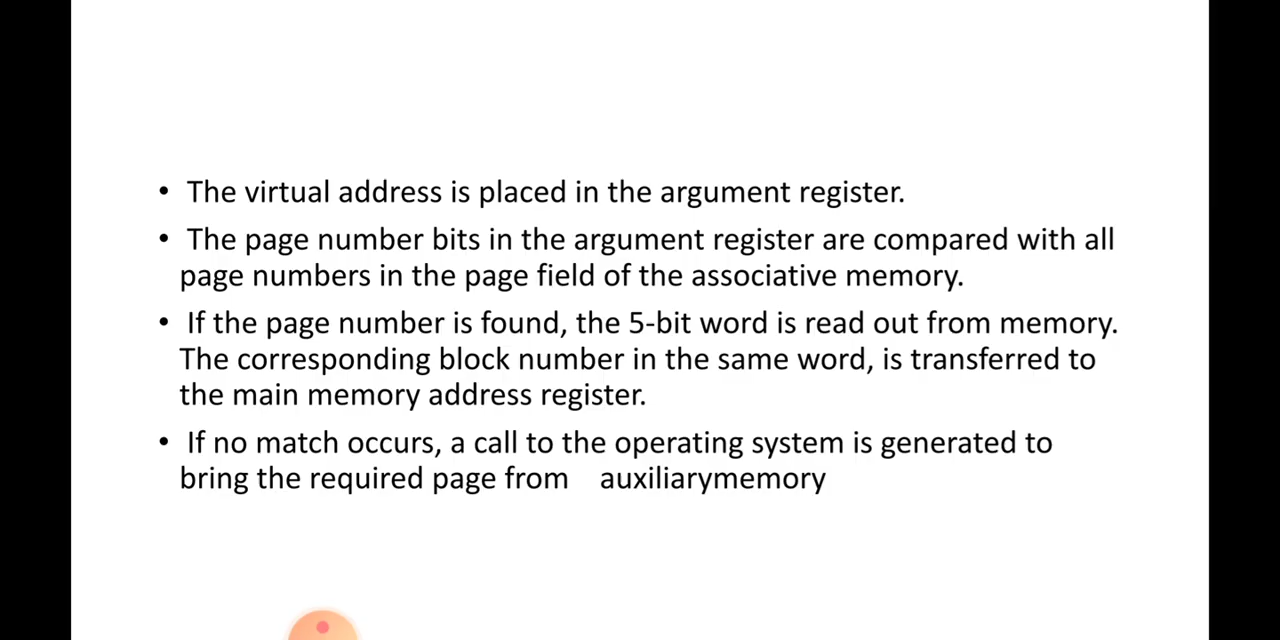 • The virtual address is placed in the argument register.
• The page number bits in the argument register are compared with all
page numbers in the page field of the associative memory.
• If the page number is found, the 5-bit word is read out from memory.
The corresponding block number in the same word, is transferred to
the main memory address register.
• If no match occurs, a call to the operating system is generated to
bring the required page from auxiliarymemory